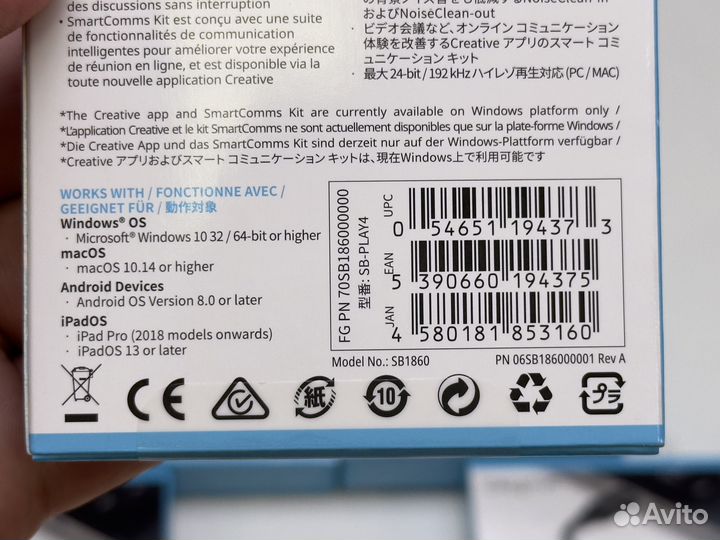 des discussions sans interruption
• SmartComms Kit est conçu avec une suite
de fonctionnalités de communication
intelligentes pour améliorer votre expérience
de réunion en ligne, et est disponible via la
toute nouvelle application Creative
およびNoiseClean-out
・ビデオ会議など、オンライン コミュニケーション
体験を改善するCreative アプリのスマート コミ
ュニケーション キット
・最大 24-bit / 192 kHz ハイレゾ再生対応 (PC / MAC)
*The Creative app and SmartComms Kit are currently available on Windows platform only /
*L'application Creative et le kit SmartComms ne sont actuellement disponibles que sur la plate-forme Windows /
*Die Creative App und das SmartComms Kit sind derzeit nur auf der Windows-Plattform verfügbar /
*Creative アプリおよびスマート コミュニケーション キットは、現在Windows上で利用可能です
WORKS WITH / FONCTIONNE AVEC /
GEEIGNET FÜR / 動作対象
Windows® OS
· Microsoft® Windows 10 32 / 64-bit or higher
macOS
· macOS 10.14 or higher
Android Devices
· Android OS Version 8.0 or later
iPadOS
· iPad Pro (2018 models onwards)
· iPadOS 13 or later
FG PN 70SB186000000
型番: SB-PLAY4
UPC
0 54651 19437 3
EAN
5 390660 194375
JAN
4 580181 853160
Model No.: SB1860
PN 06SB186000001 Rev A
CE
紙
10
プラ
Avito